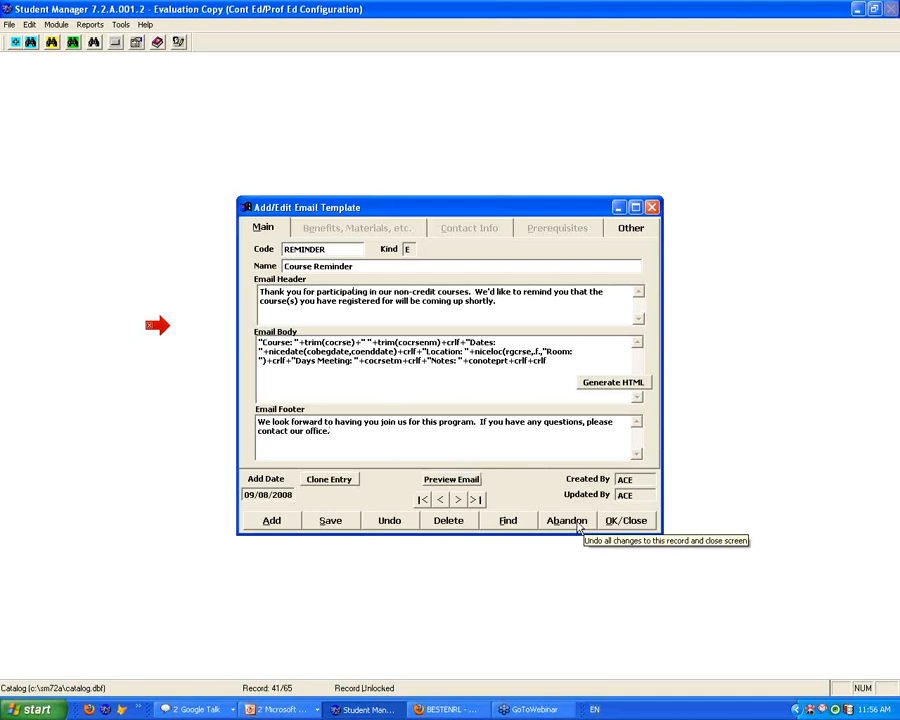 Student Manager 7.2.A.001.2 - Evaluation Copy (Cont Ed/Prof Ed Configuration)
File Edit Module Reports Tools Help
Add/Edit Email Template
Main Benefits, Materials, etc. Contact Info Prerequisites Other
Code REMINDER Kind E
Name Course Reminder
Email Header
Thank you for participating in our non-credit courses.  We'd like to remind you that the
course(s) you have registered for will be coming up shortly.
Email Body
"Course: "+trim(cocrse)+" "+trim(cocrsenm)+crlf+"Dates:
"+nicedate(cobegdate,coenddate)+crlf+"Location: "+niceloc(rgcrse,.f.,"Room:
")+crlf+"Days Meeting: "+cocrsetm+crlf+"Notes: "+conoteprt+crlf+crlf
Generate HTML
Email Footer
We look forward to having you join us for this program.  If you have any questions, please
contact our office.
Add Date Clone Entry Preview Email Created By ACE
09/08/2008 |< < > >| Updated By ACE
Add Save Undo Delete Find Abandon OK/Close
Undo all changes to this record and close screen
Catalog (c:\sm72a\catalog.dbf) Record: 41/65 Record Unlocked NUM
start 2 Google Talk 2 Microsoft ... Student Man... BESTENRL - ... GoToWebinar EN 11:56 AM